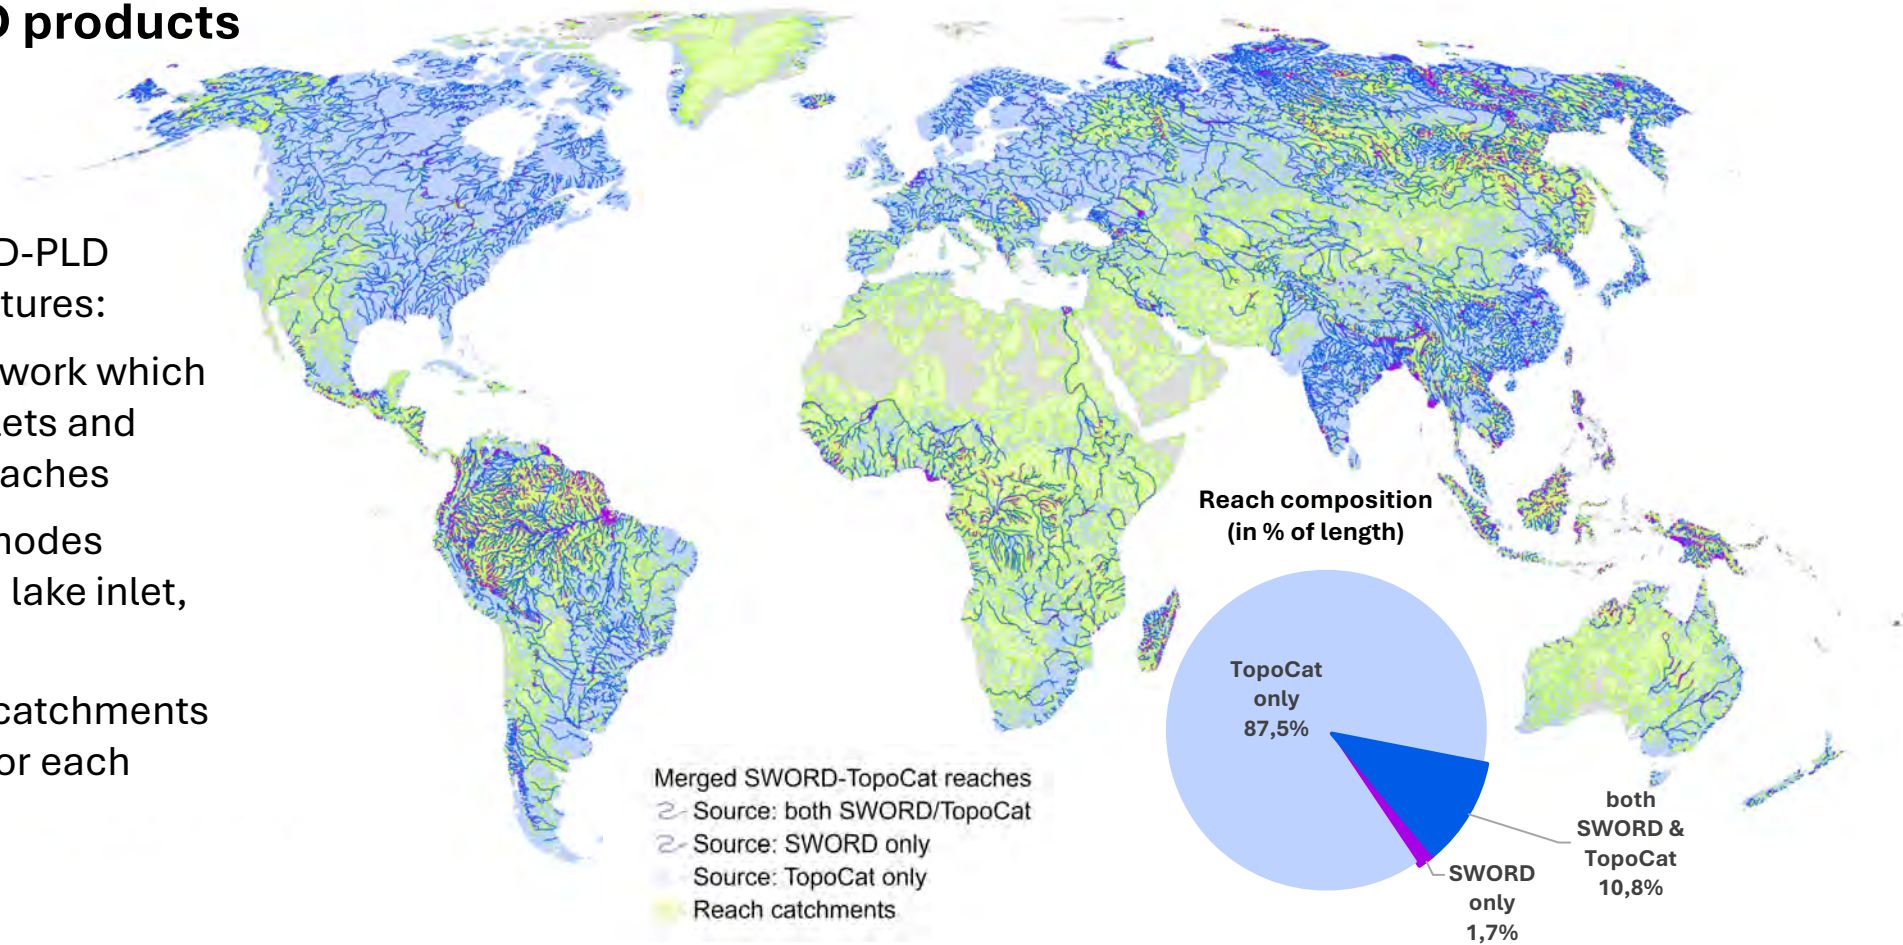 products
D-PLD
tures:
work which
ets and
aches
nodes
lake inlet,
catchments
or each
Reach composition
(in % of length)
TopoCat
only
87,5%
both
SWORD &
TopoCat
10,8%
SWORD
only
1,7%
Merged SWORD-TopoCat reaches
Source: both SWORD/TopoCat
Source: SWORD only
Source: TopoCat only
Reach catchments